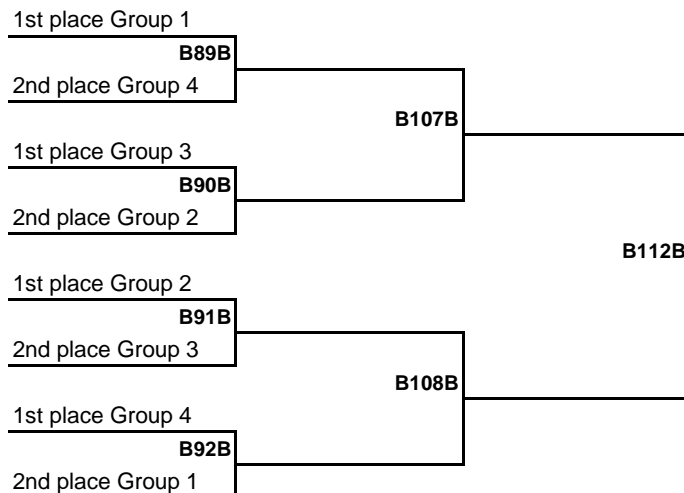 1st place Group 1
B89B
2nd place Group 4
B107B
1st place Group 3
B90B
2nd place Group 2
B112B
1st place Group 2
B91B
2nd place Group 3
B108B
1st place Group 4
B92B
2nd place Group 1